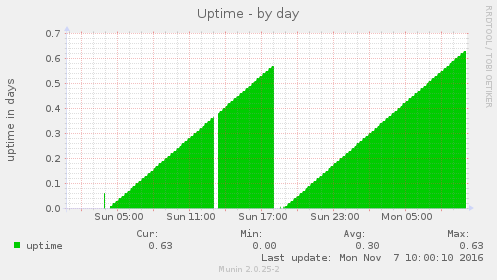 Uptime - by day
RRDTOOL / TOBI OETIKER
uptime in days
0.7
0.6
0.5
0.4
0.3
0.2
0.1
0.0
Sun 05:00 Sun 11:00 Sun 17:00 Sun 23:00 Mon 05:00
Cur: Min: Avg: Max:
uptime 0.63 0.00 0.30 0.63
Last update: Mon Nov 7 10:00:10 2016
Munin 2.0.25-2